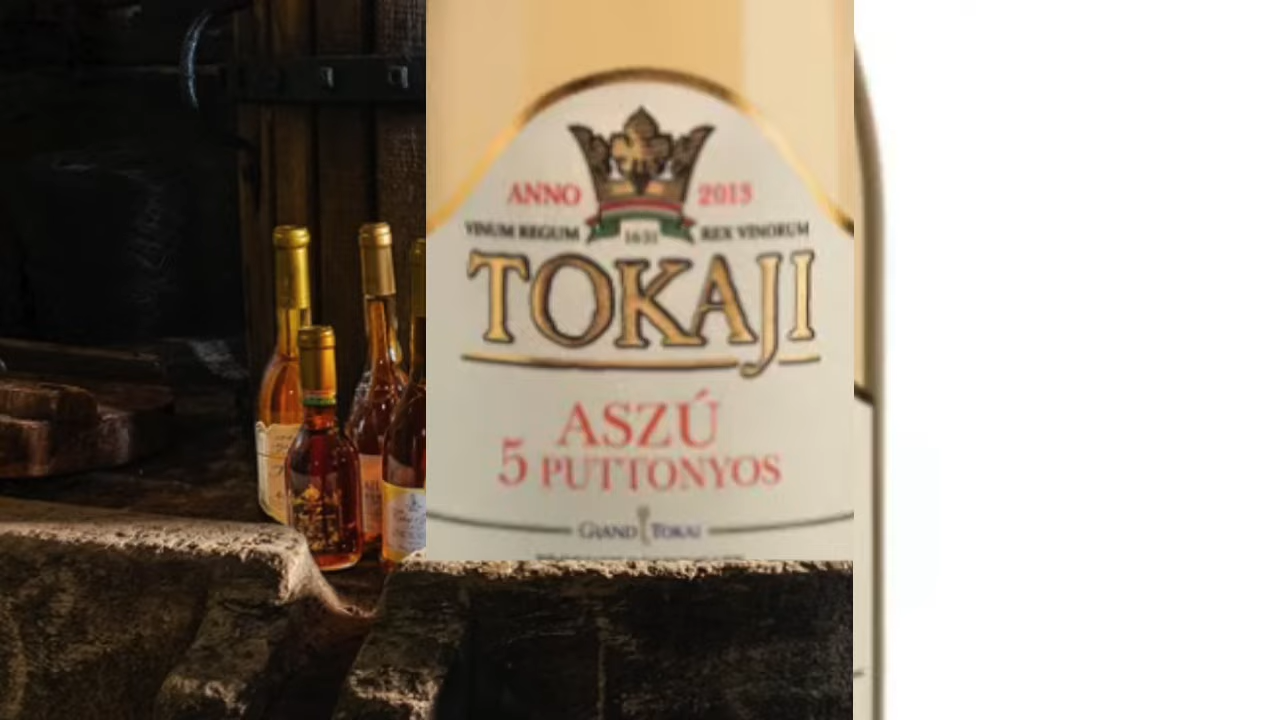 ANNO 2013
VINUM REGUM 1631 REX VINORUM
TOKAJI
ASZÚ
5 PUTTONYOS
GRAND TOKAJ